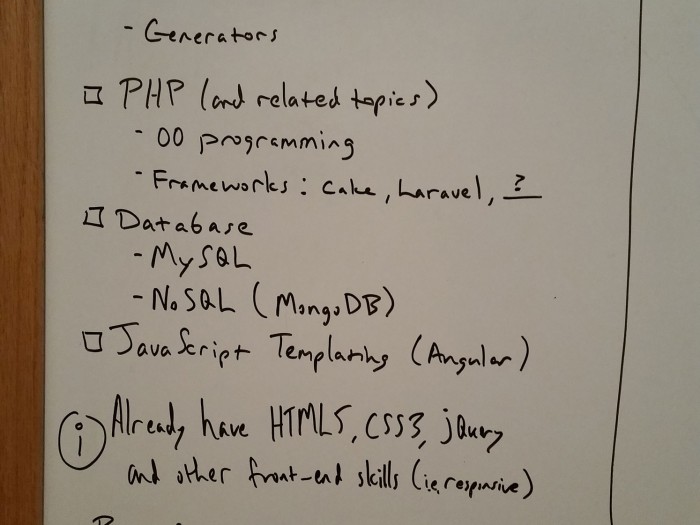 - Generators
PHP (and related topics)
- OO programming
- Frameworks: Cake, Laravel, ?
Database
- MySQL
- NoSQL (MongoDB)
JavaScript Templating (Angular)
i Already have HTML5, CSS3, jQuery
and other front-end skills (ie, responsive)